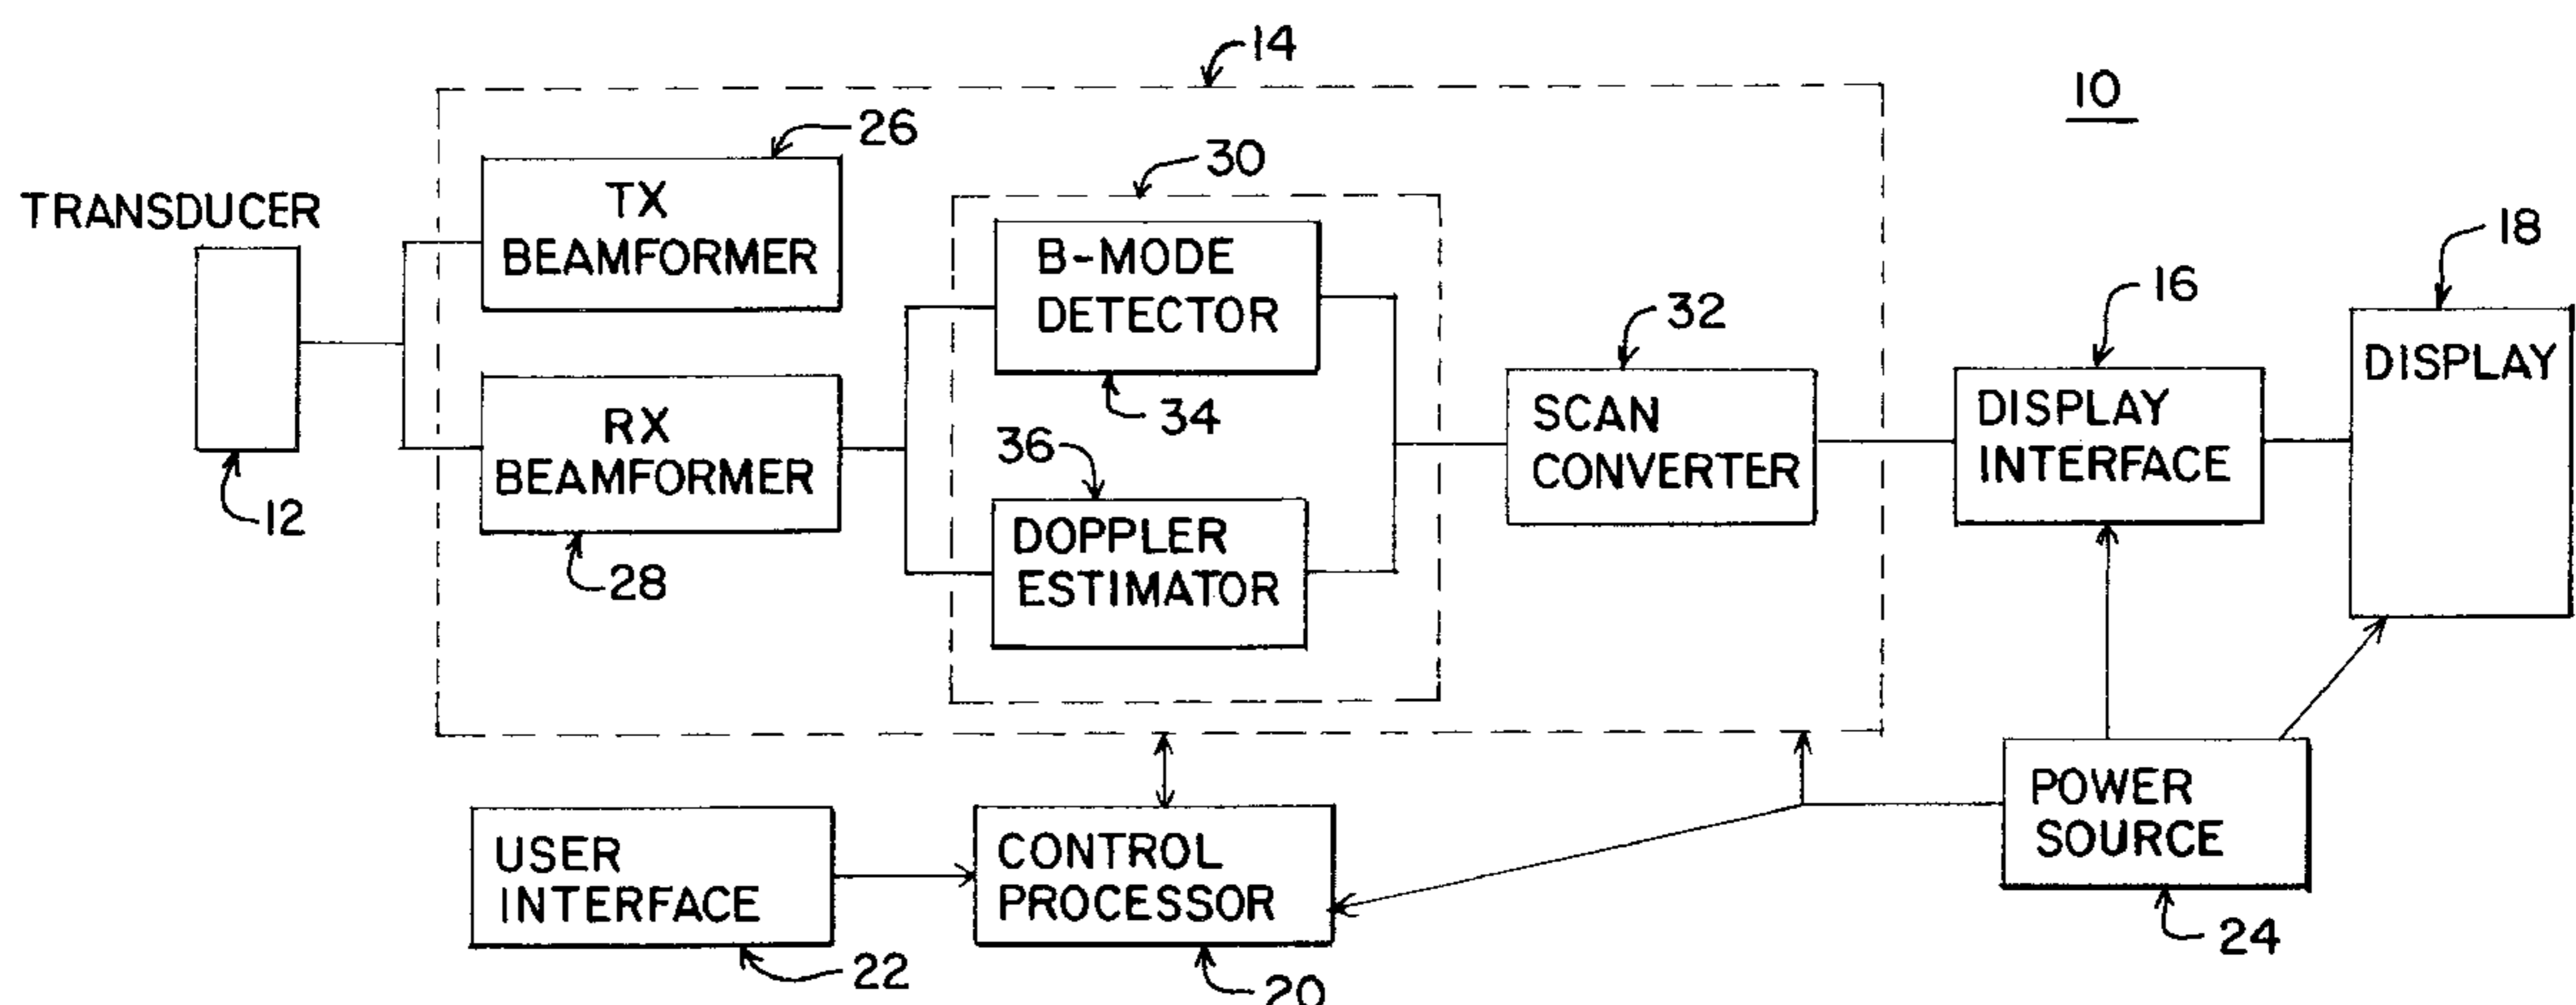 14
10
26
30
TRANSDUCER
TX
BEAMFORMER
B-MODE
DETECTOR
18
16
32
DISPLAY
34
36
RX
BEAMFORMER
SCAN
CONVERTER
DISPLAY
INTERFACE
12
28
DOPPLER
ESTIMATOR
USER
INTERFACE
CONTROL
PROCESSOR
POWER
SOURCE
22
20
24